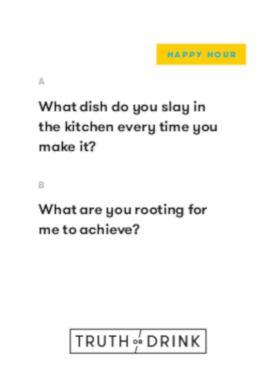 HAPPY HOUR
A
What dish do you slay in
the kitchen every time you
make it?
B
What are you rooting for
me to achieve?
TRUTH OR DRINK